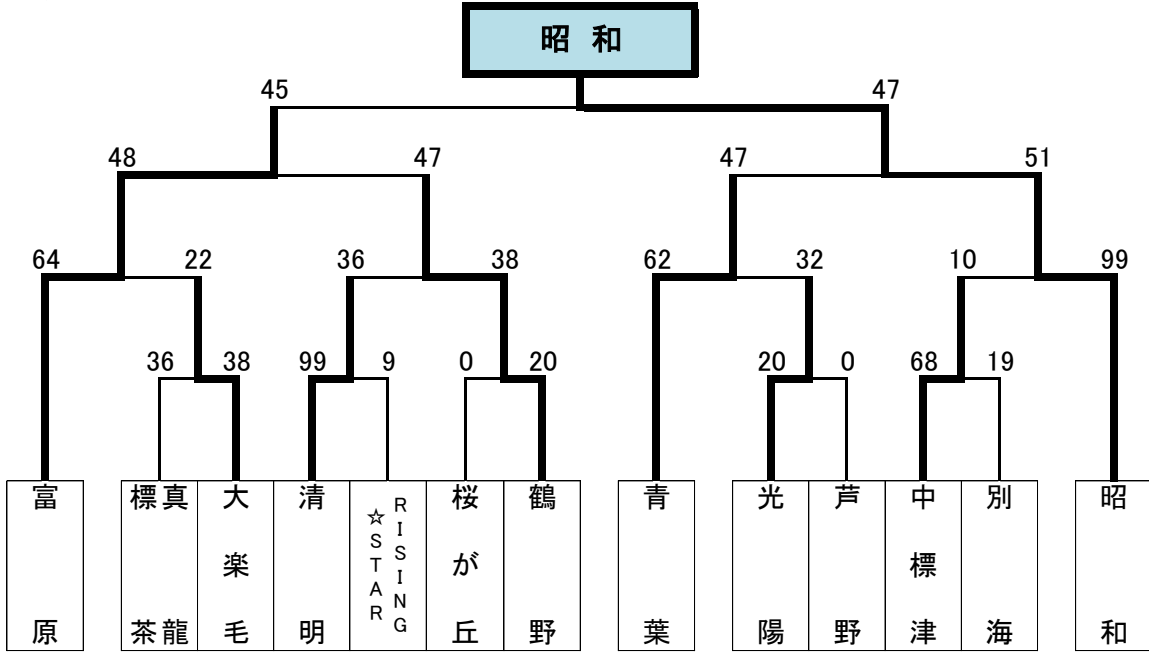 昭和
45 47
48 47 47 51
64 22 36 38 62 32 10 99
36 38 99 9 0 20 20 0 68 19
富原
真龍
標茶
大楽毛
清明
RISING
☆STAR
桜が丘
鶴野
青葉
光陽
芦野
中標津
別海
昭和